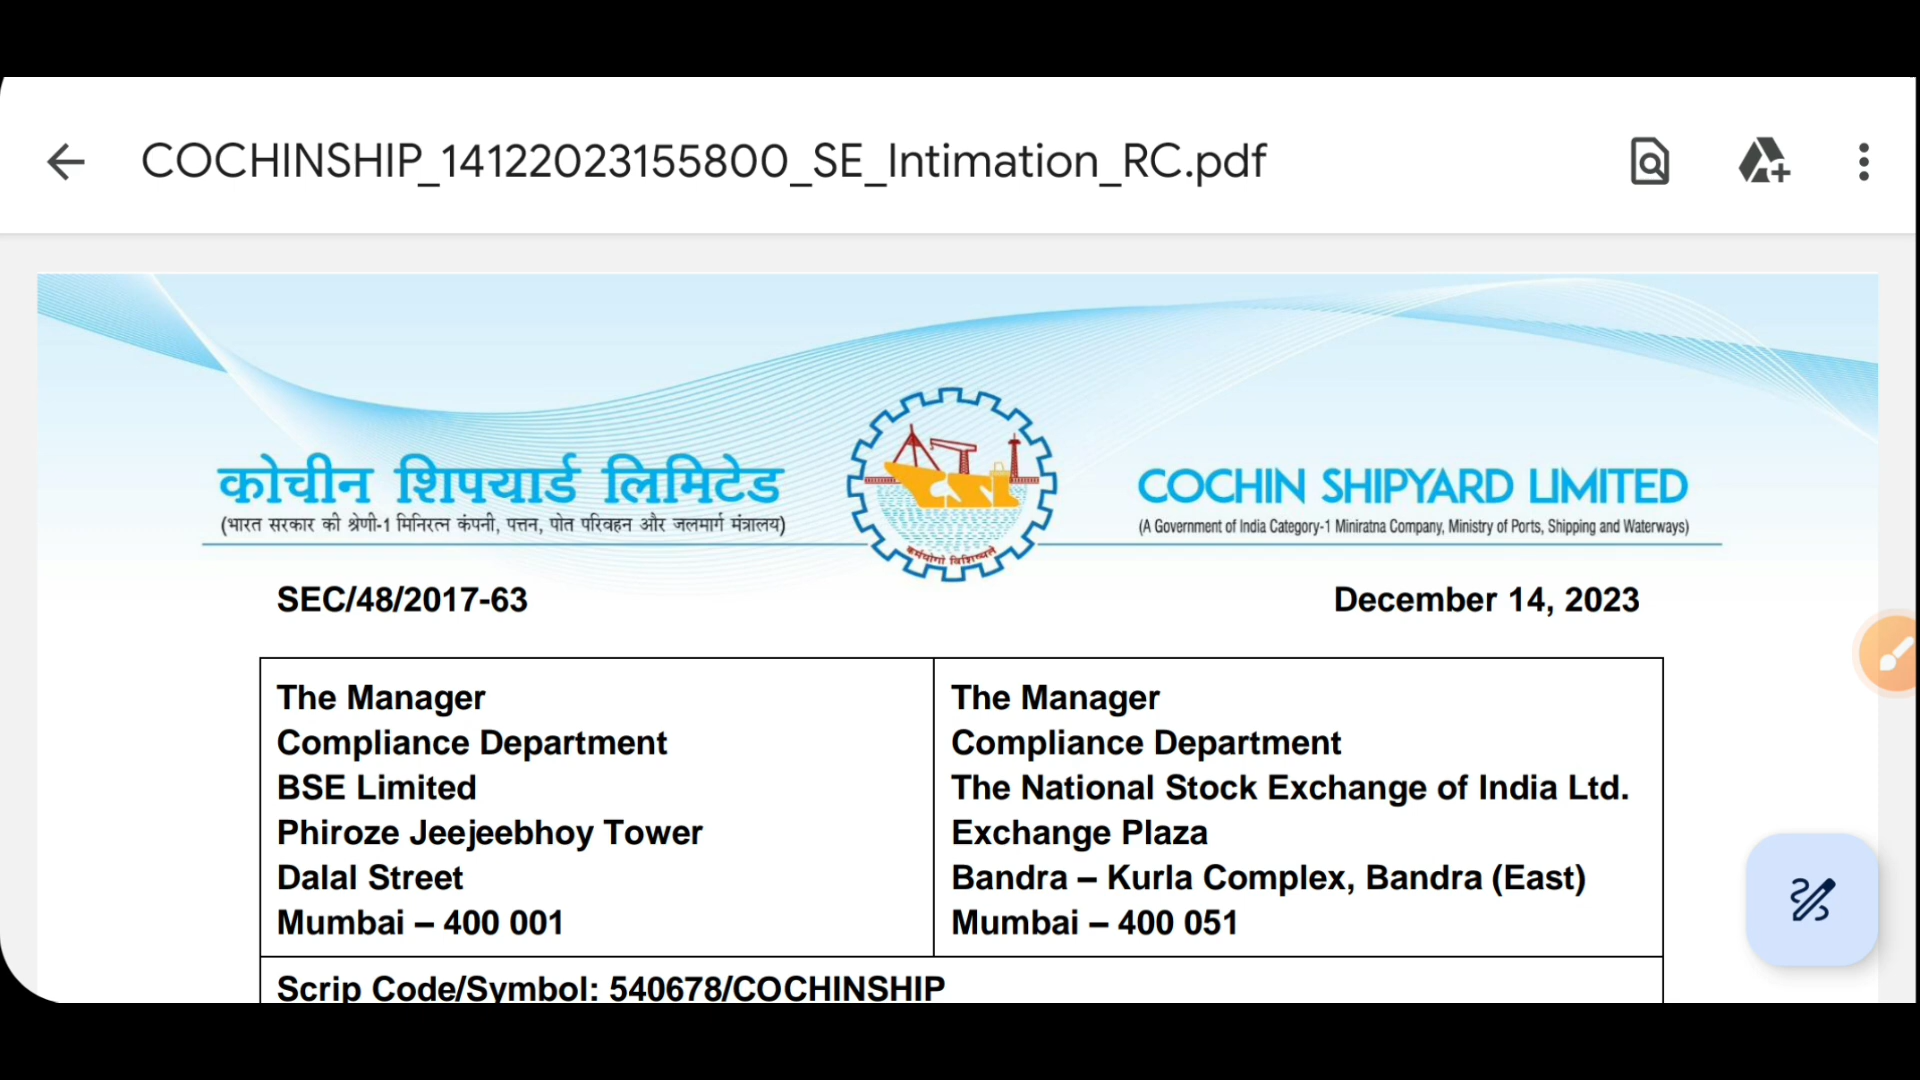 COCHINSHIP_14122023155800_SE_Intimation_RC.pdf
कोचीन शिपयार्ड लिमिटेड
(भारत सरकार की श्रेणी-1 मिनिरत्न कंपनी, पत्तन, पोत परिवहन और जलमार्ग मंत्रालय)
COCHIN SHIPYARD LIMITED
(A Government of India Category-1 Miniratna Company, Ministry of Ports, Shipping and Waterways)
SEC/48/2017-63
December 14, 2023
The Manager
Compliance Department
BSE Limited
Phiroze Jeejeebhoy Tower
Dalal Street
Mumbai – 400 001
The Manager
Compliance Department
The National Stock Exchange of India Ltd.
Exchange Plaza
Bandra – Kurla Complex, Bandra (East)
Mumbai – 400 051
Scrip Code/Symbol: 540678/COCHINSHIP